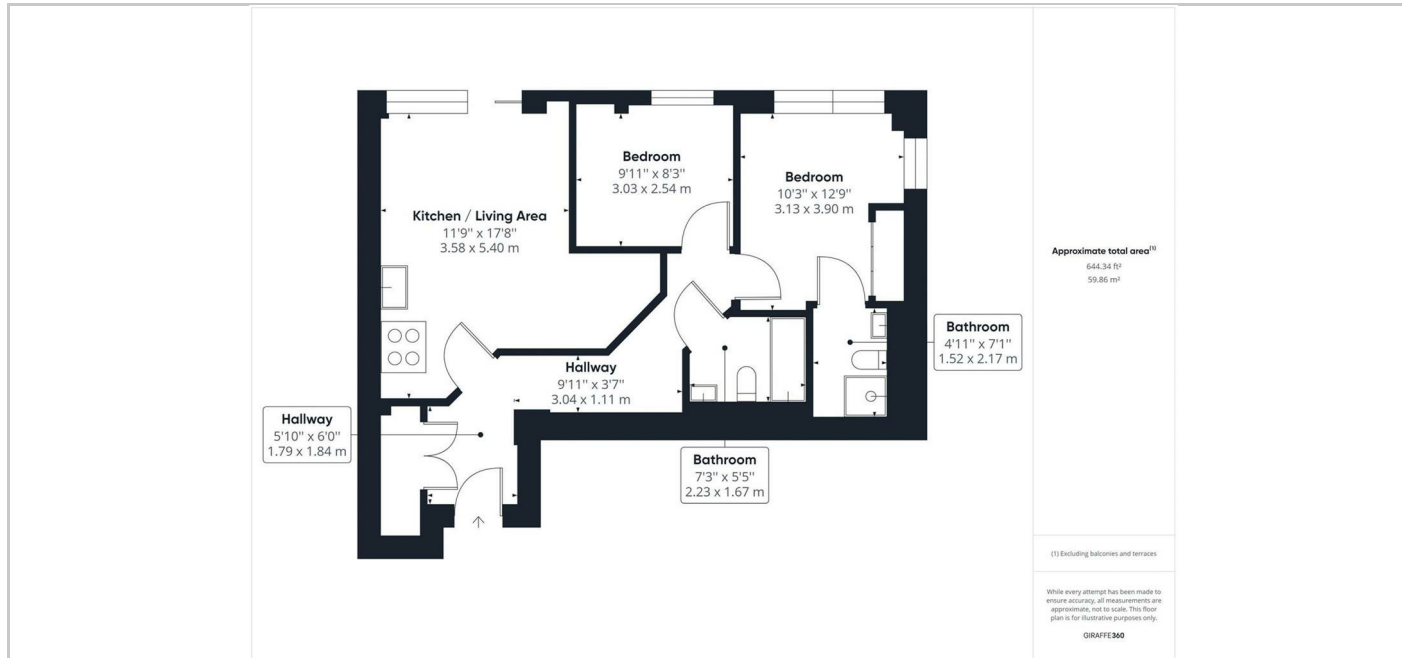 Bedroom
9'11'' x 8'3''
3.03 x 2.54 m
Bedroom
10'3'' x 12'9''
3.13 x 3.90 m
Kitchen / Living Area
11'9'' x 17'8''
3.58 x 5.40 m
Hallway
9'11'' x 3'7''
3.04 x 1.11 m
Bathroom
4'11'' x 7'1''
1.52 x 2.17 m
Hallway
5'10'' x 6'0''
1.79 x 1.84 m
Bathroom
7'3'' x 5'5''
2.23 x 1.67 m
Approximate total area(1)
644.34 ft²
59.86 m²
(1) Excluding balconies and terraces
While every attempt has been made to
ensure accuracy, all measurements are
approximate, not to scale. This floor
plan is for illustrative purposes only.
GIRAFFE360